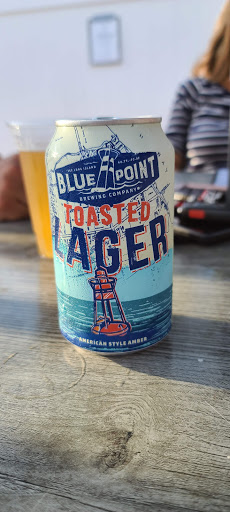 BLUE POINT
BREWING COMPANY
TOASTED
LAGER
AMERICAN STYLE AMBER